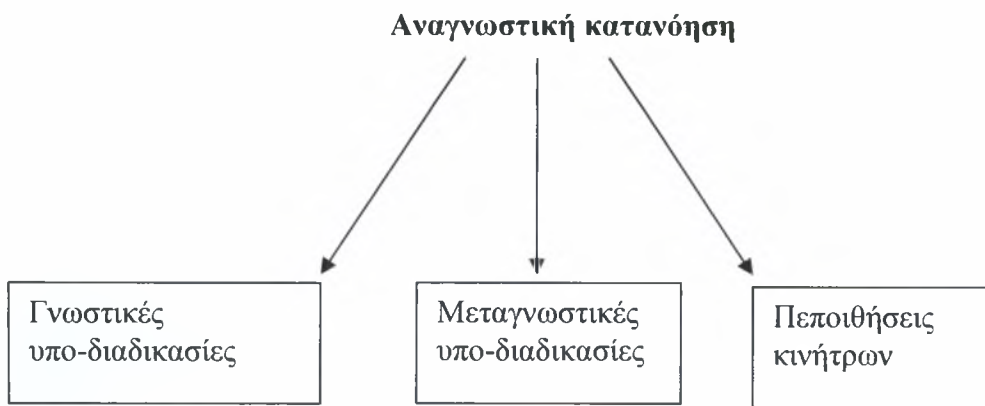 Αναγνωστική κατανόηση
Γνωστικές
υπο-διαδικασίες
Μεταγνωστικές
υπο-διαδικασίες
Πεποιθήσεις
κινήτρων